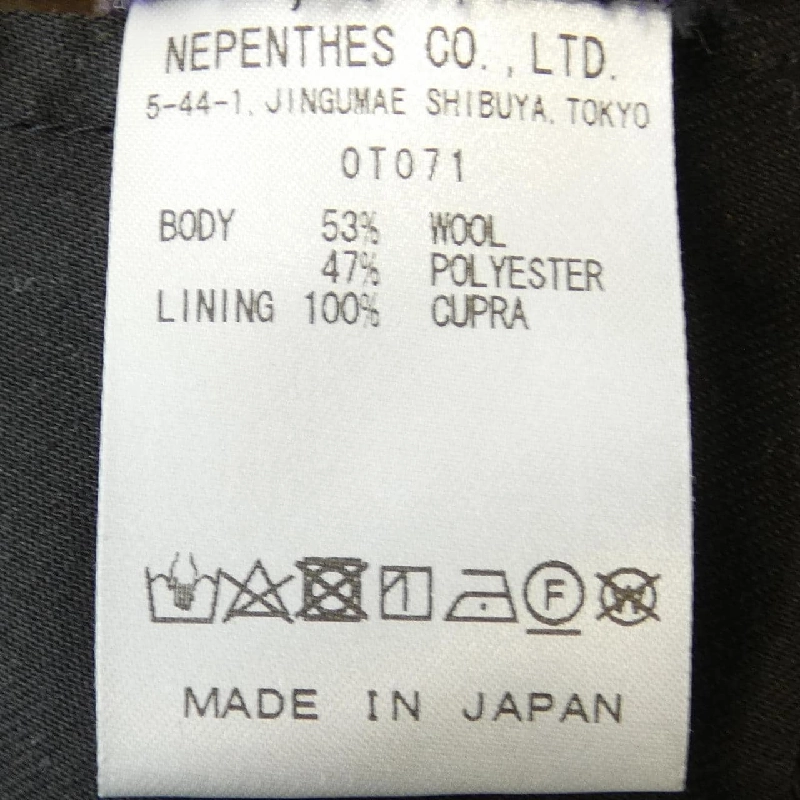 NEPENTHES CO.,LTD.
5-44-1, JINGUMAE SHIBUYA, TOKYO
OT071
BODY 53% WOOL
47% POLYESTER
LINING 100% CUPRA
F W
MADE IN JAPAN